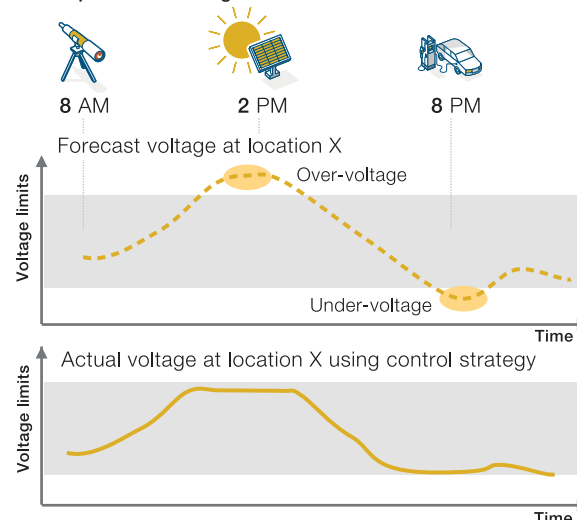 8 AM
2 PM
8 PM
Forecast voltage at location X
Over-voltage
Voltage limits
Under-voltage
Time
Actual voltage at location X using control strategy
Voltage limits
Time